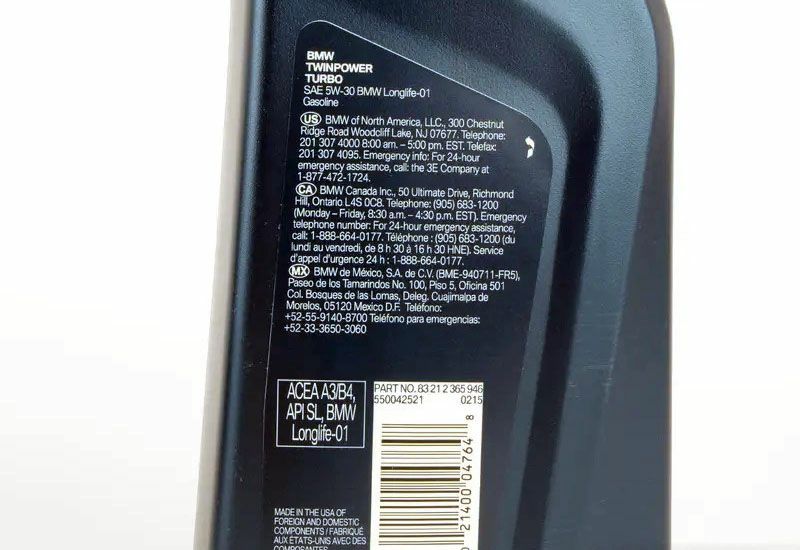 BMW
TWINPOWER
TURBO
SAE 5W-30 BMW Longlife-01
Gasoline
US BMW of North America, LLC., 300 Chestnut
Ridge Road Woodcliff Lake, NJ 07677. Telephone:
201 307 4000 8:00 am. – 5:00 pm. EST. Telefax:
201 307 4095. Emergency info: For 24-hour
emergency assistance, call: the 3E Company at
1-877-472-1724.
CA BMW Canada Inc., 50 Ultimate Drive, Richmond
Hill, Ontario L4S 0C8. Telephone: (905) 683-1200
(Monday – Friday, 8:30 a.m. – 4:30 p.m. EST). Emergency
telephone number: For 24-hour emergency assistance,
call: 1-888-664-0177. Téléphone : (905) 683-1200 (du
lundi au vendredi, de 8 h 30 à 16 h 30 HNE). Service
d'appel d'urgence 24 h : 1-888-664-0177.
MX BMW de México, S.A. de C.V. (BME-940711-FR5),
Paseo de los Tamarindos No. 100, Piso 5, Oficina 501
Col. Bosques de las Lomas, Deleg. Cuajimalpa de
Morelos, 05120 Mexico D.F. Teléfono:
+52-55-9140-8700 Teléfono para emergencias:
+52-33-3650-3060
ACEA A3/B4,
API SL, BMW
Longlife-01
PART NO. 83 21 2 365 946
550042521 0215
0 21400 04764 8
MADE IN THE USA OF
FOREIGN AND DOMESTIC
COMPONENTS / FABRIQUÉ
AUX ÉTATS-UNIS AVEC DES